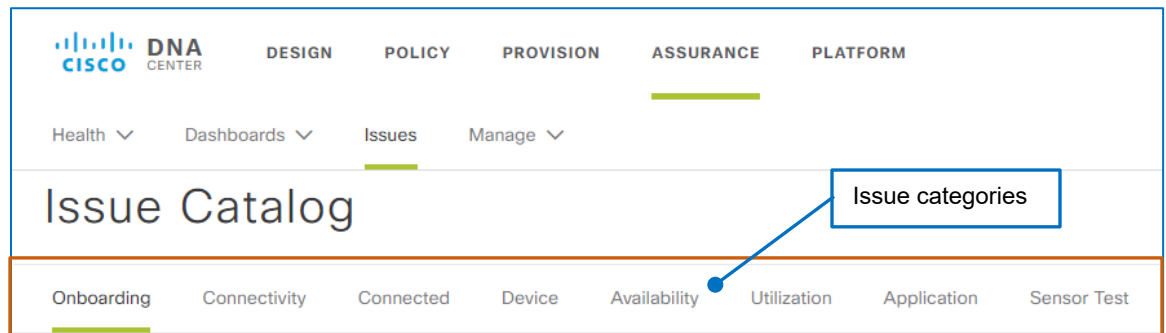 CISCO DNA CENTER DESIGN POLICY PROVISION ASSURANCE PLATFORM
Health Dashboards Issues Manage
Issue Catalog
Issue categories
Onboarding Connectivity Connected Device Availability Utilization Application Sensor Test